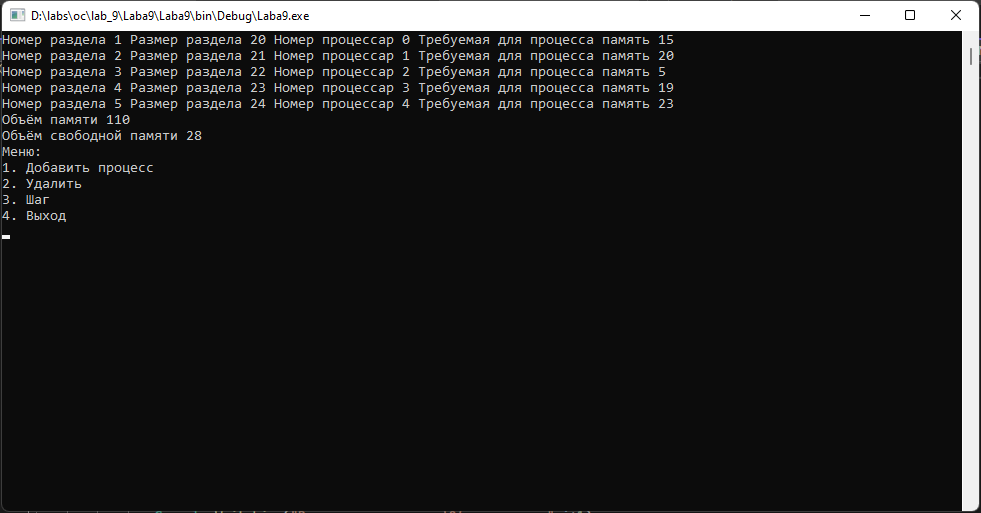 D:\labs\oc\lab_9\Laba9\Laba9\bin\Debug\Laba9.exe
Номер раздела 1 Размер раздела 20 Номер процессар 0 Требуемая для процесса память 15
Номер раздела 2 Размер раздела 21 Номер процессар 1 Требуемая для процесса память 20
Номер раздела 3 Размер раздела 22 Номер процессар 2 Требуемая для процесса память 5
Номер раздела 4 Размер раздела 23 Номер процессар 3 Требуемая для процесса память 19
Номер раздела 5 Размер раздела 24 Номер процессар 4 Требуемая для процесса память 23
Объём памяти 110
Объём свободной памяти 28
Меню:
1. Добавить процесс
2. Удалить
3. Шаг
4. Выход